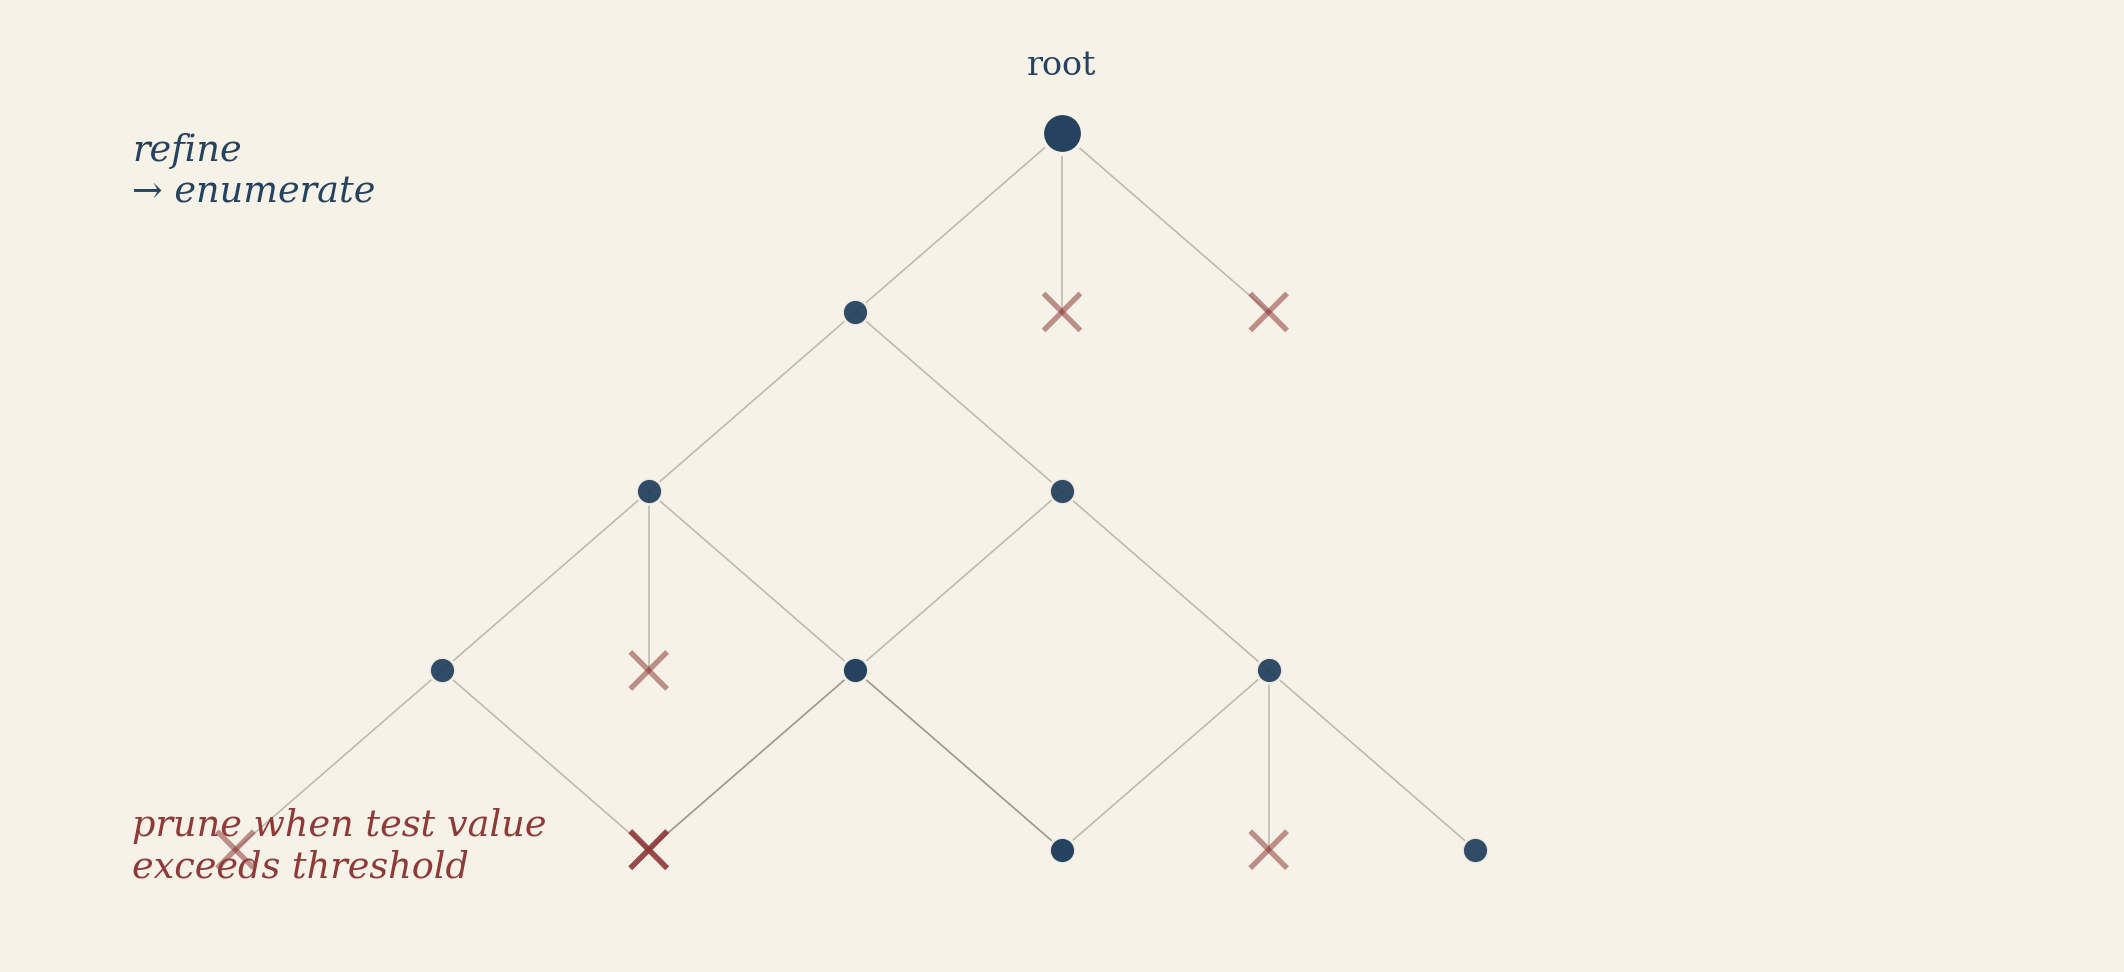 root
refine
→ enumerate
prune when test value
exceeds threshold